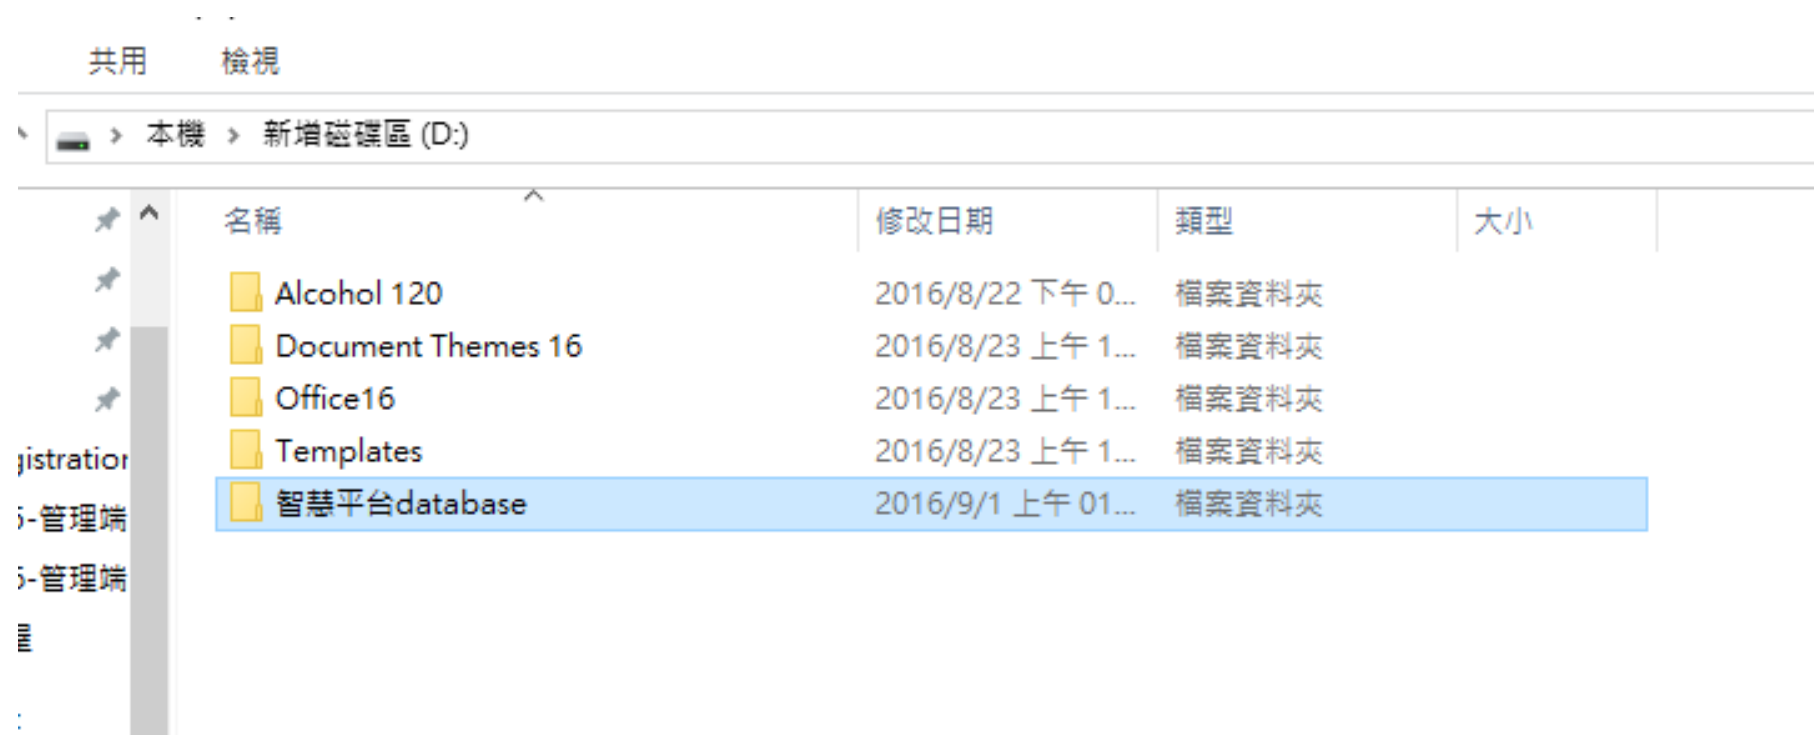 共用 檢視
本機 新增磁碟區 (D:)
名稱 修改日期 類型 大小
Alcohol 120 2016/8/22 下午 0... 檔案資料夾
Document Themes 16 2016/8/23 上午 1... 檔案資料夾
Office16 2016/8/23 上午 1... 檔案資料夾
Templates 2016/8/23 上午 1... 檔案資料夾
智慧平台database 2016/9/1 上午 01... 檔案資料夾
gistration
-管理端
-管理端